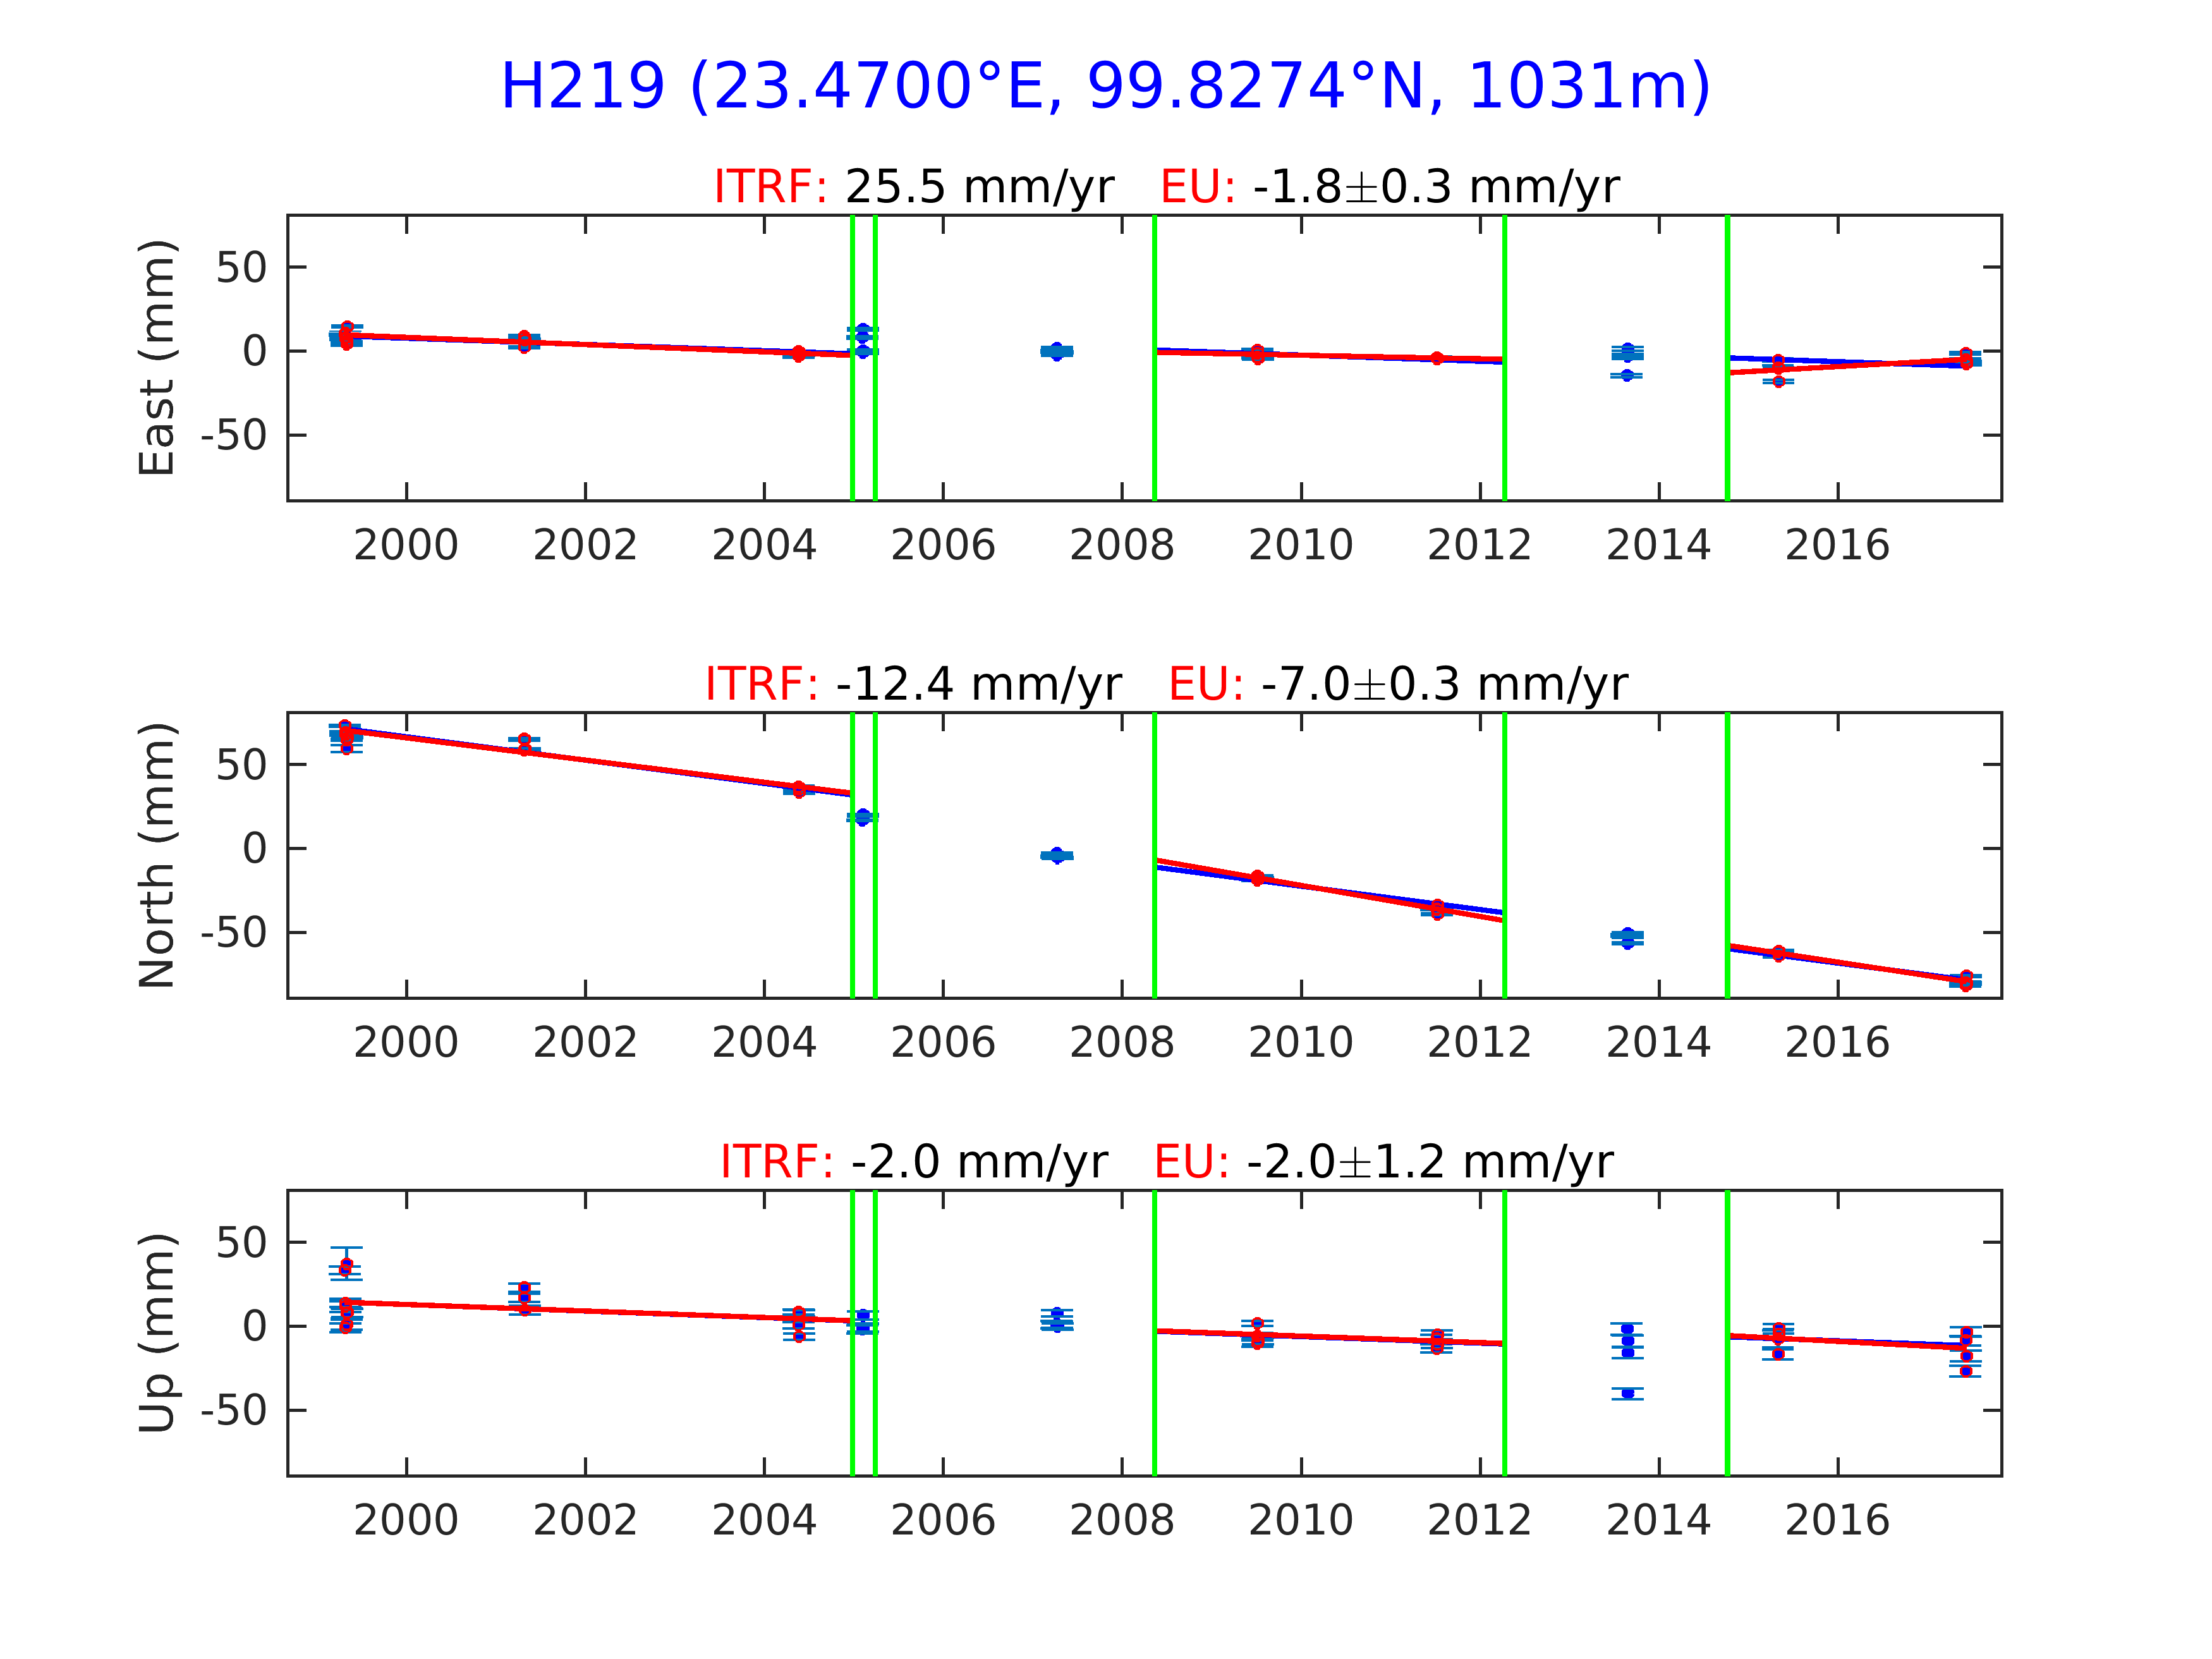 H219 (23.4700°E, 99.8274°N, 1031m)
ITRF: 25.5 mm/yr EU: -1.8±0.3 mm/yr
East (mm)
50
0
-50
2000 2002 2004 2006 2008 2010 2012 2014 2016
ITRF: -12.4 mm/yr EU: -7.0±0.3 mm/yr
North (mm)
50
0
-50
2000 2002 2004 2006 2008 2010 2012 2014 2016
ITRF: -2.0 mm/yr EU: -2.0±1.2 mm/yr
Up (mm)
50
0
-50
2000 2002 2004 2006 2008 2010 2012 2014 2016